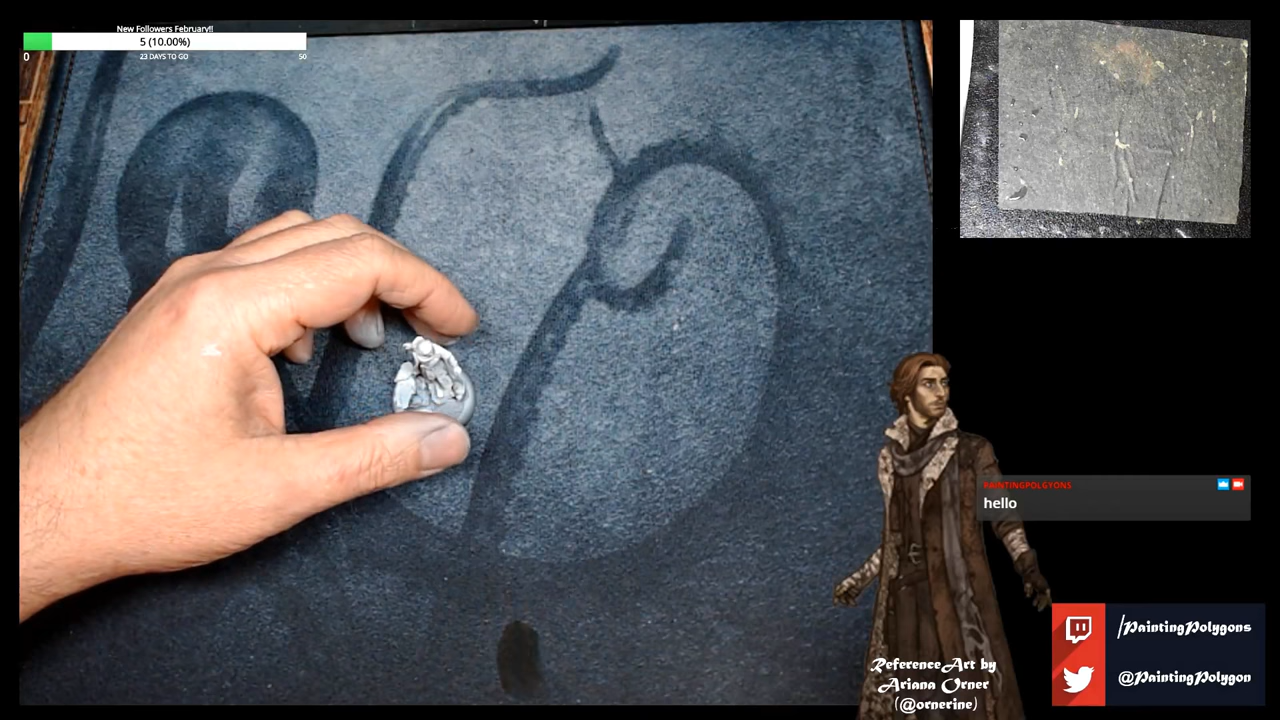 New Followers February!!
5 (10.00%)
0
23 DAYS TO GO
50
PAINTINGPOLGYONS
hello
/PaintingPolygons
@PaintingPolygon
Reference Art by
Ariana Orner
(@ornerine)